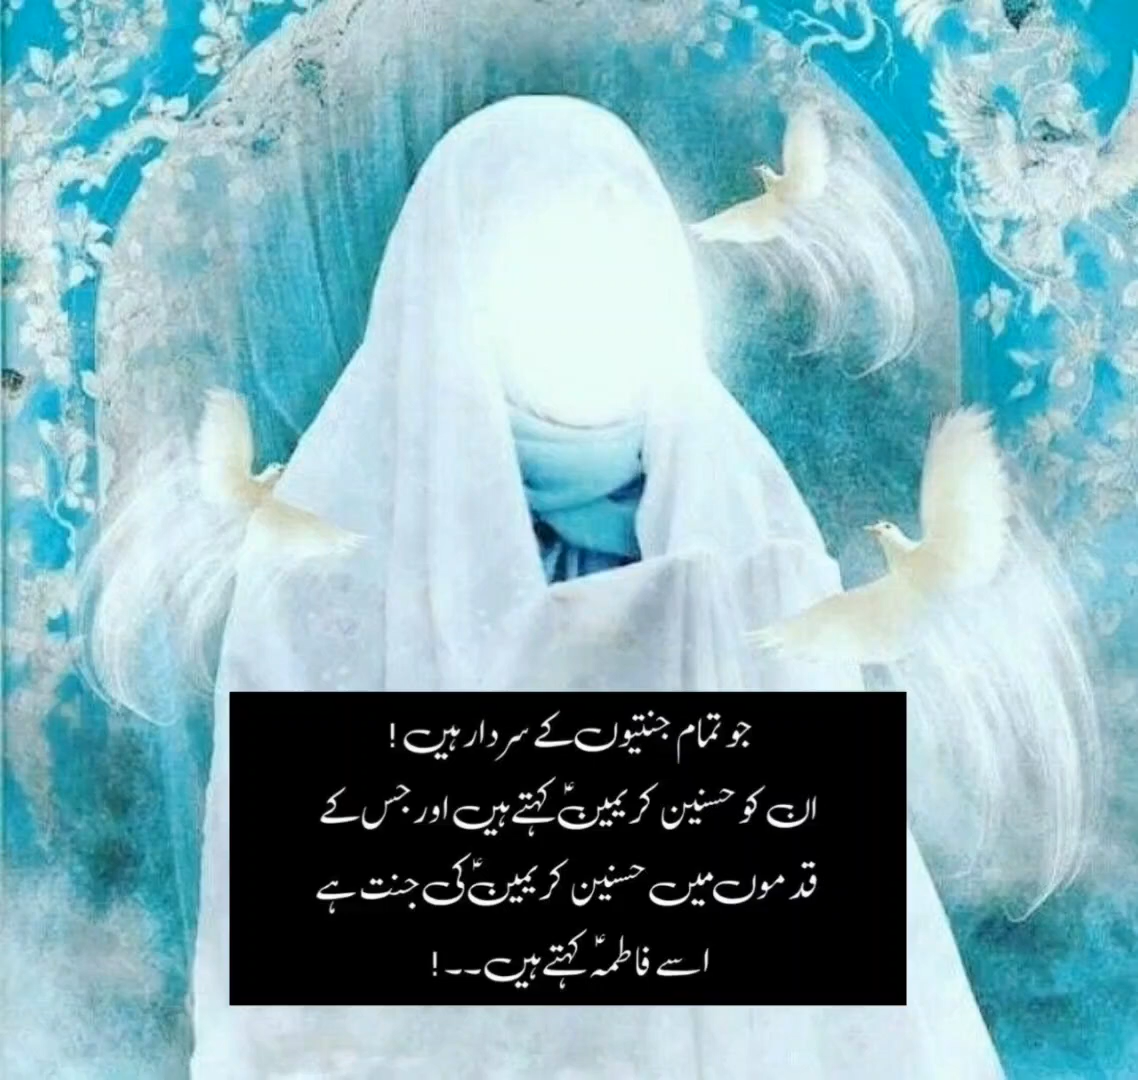 جو تمام جنتیوں کے سردار ہیں !
ان کو حسنین کریمینؑ کہتے ہیں اور جس کے
قدموں میں حسنین کریمینؑ کی جنت ہے
اسے فاطمہؑ کہتے ہیں۔۔!